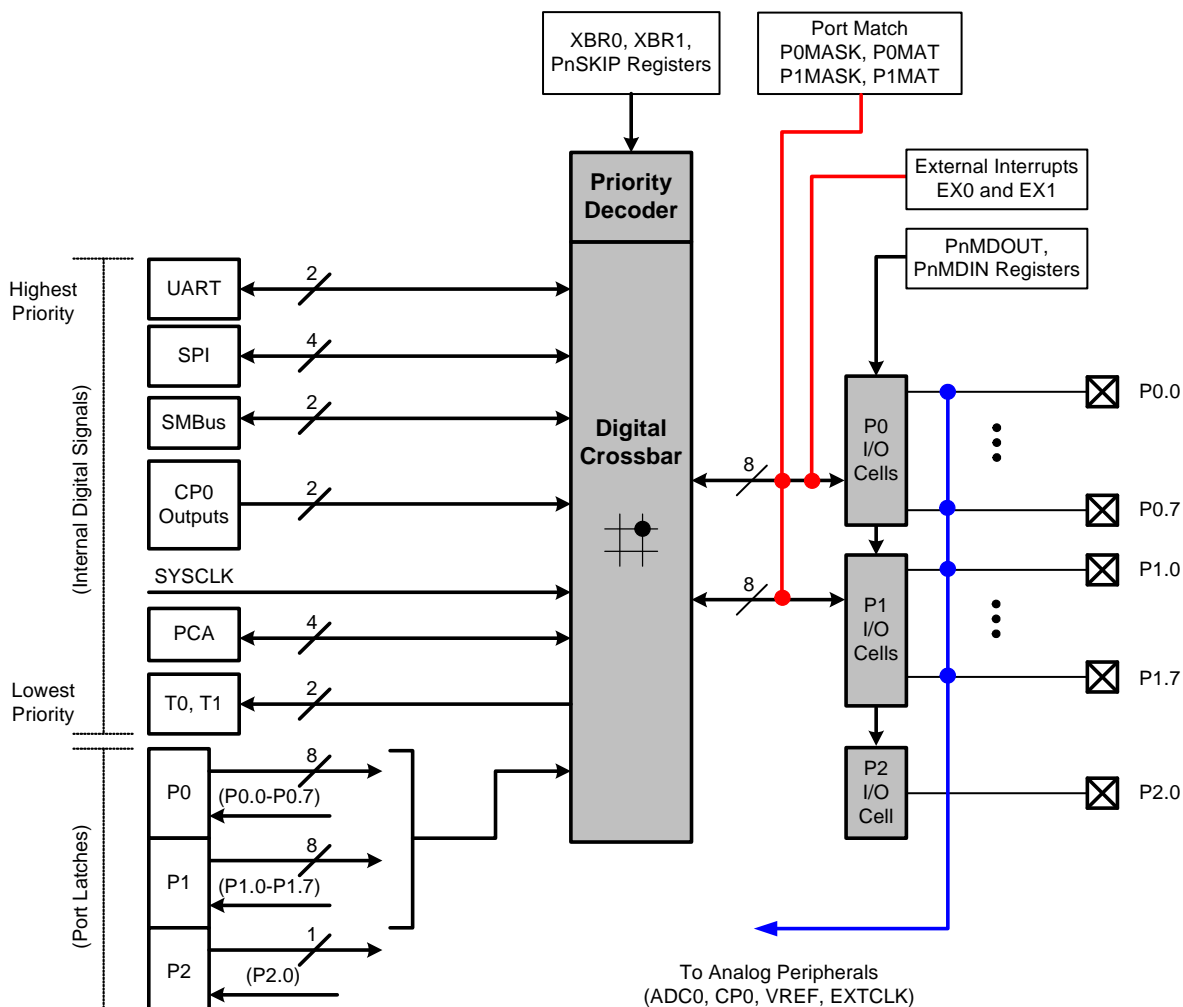 XBR0, XBR1,
PnSKIP Registers
Port Match
P0MASK, P0MAT
P1MASK, P1MAT
External Interrupts
EX0 and EX1
PnMDOUT,
PnMDIN Registers
Priority
Decoder
Digital
Crossbar
Highest
Priority
(Internal Digital Signals)
Lowest
Priority
(Port Latches)
UART
2
SPI
4
SMBus
2
CP0
Outputs
2
SYSCLK
PCA
4
T0, T1
2
P0
8
(P0.0-P0.7)
P1
8
(P1.0-P1.7)
P2
1
(P2.0)
8
8
P0
I/O
Cells
P1
I/O
Cells
P2
I/O
Cell
P0.0
P0.7
P1.0
P1.7
P2.0
To Analog Peripherals
(ADC0, CP0, VREF, EXTCLK)